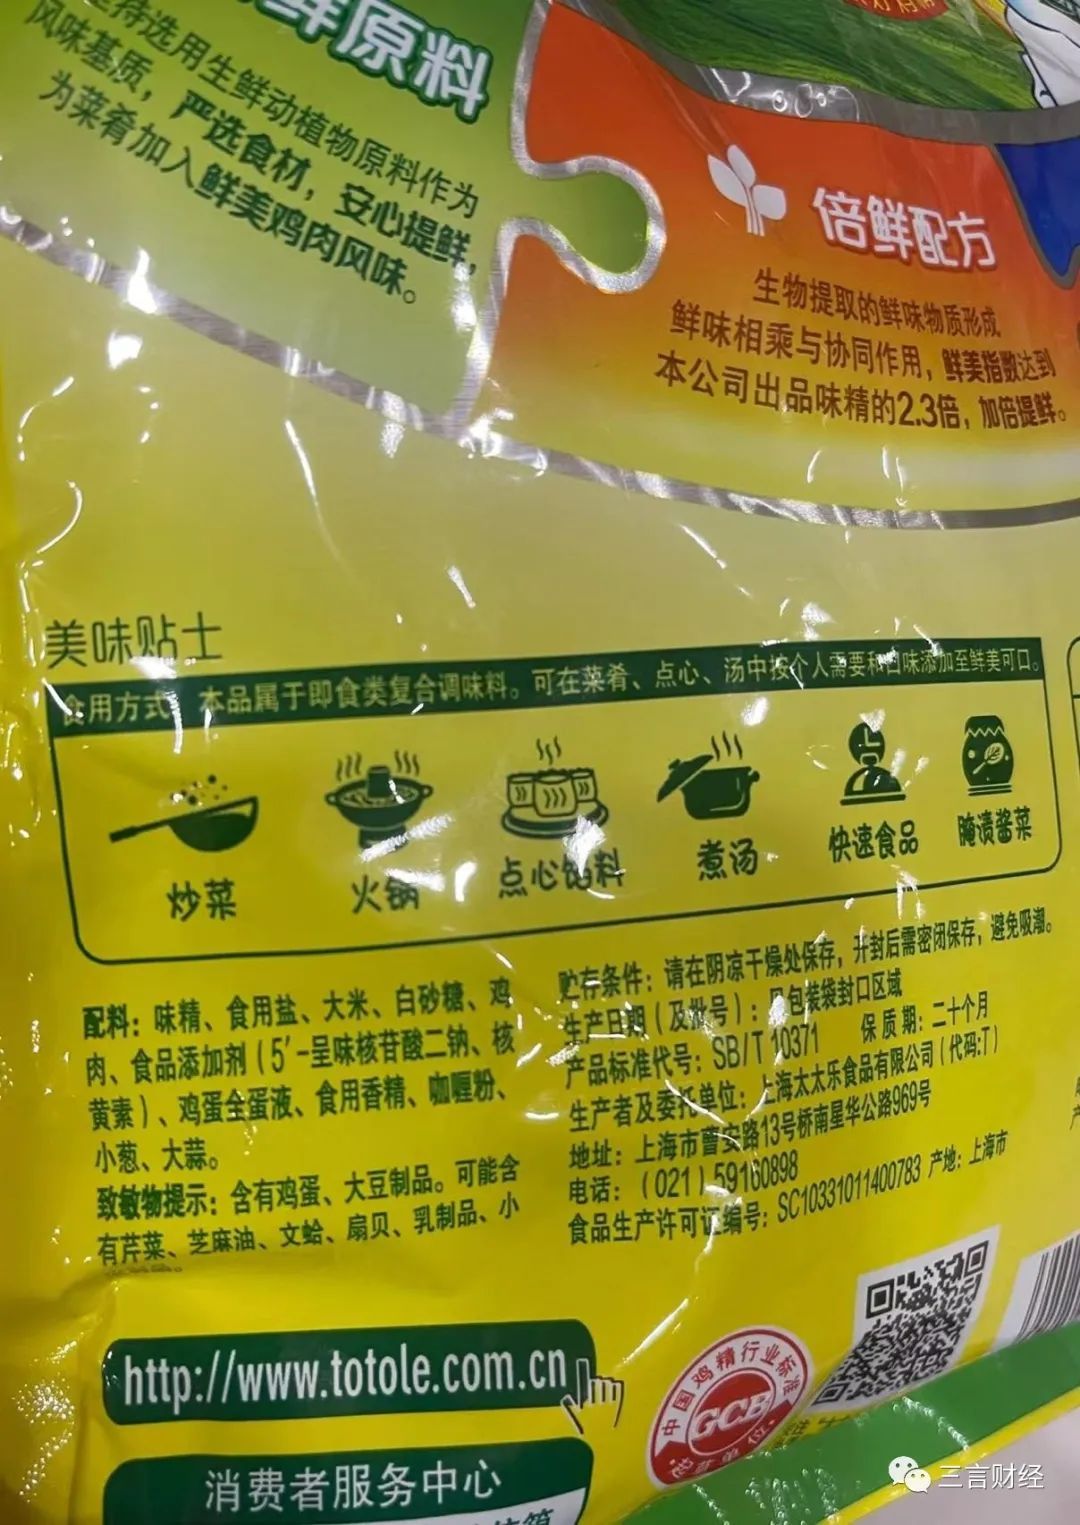 鲜原料
坚持选用生鲜动植物原料作为
风味基质，严选食材，安心提鲜，
为菜肴加入鲜美鸡肉风味。
倍鲜配方
生物提取的鲜味物质形成
鲜味相乘与协同作用，鲜美指数达到
本公司出品味精的2.3倍，加倍提鲜。
美味贴士
食用方式 本品属于即食类复合调味料。可在菜肴、点心、汤中按个人需要和口味添加至鲜美可口。
炒菜 火锅 点心馅料 煮汤 快速食品 腌渍酱菜
配料：味精、食用盐、大米、白砂糖、鸡
肉、食品添加剂（5′-呈味核苷酸二钠、核
黄素）、鸡蛋全蛋液、食用香精、咖喱粉、
小葱、大蒜。
致敏物提示：含有鸡蛋、大豆制品。可能含
有芹菜、芝麻油、文蛤、扇贝、乳制品、小
贮存条件：请在阴凉干燥处保存，开封后需密闭保存，避免吸潮。
生产日期（及批号）：见包装袋封口区域
产品标准代号：SB/T 10371 保质期：二十个月
生产者及委托单位：上海太太乐食品有限公司（代码:T）
地址：上海市曹安路13号桥南星华公路969号
电话：（021）59160898
食品生产许可证编号：SC10331011400783 产地：上海市
http://www.totole.com.cn
中国鸡精行业标准
GCB
单位
消费者服务中心
三言财经